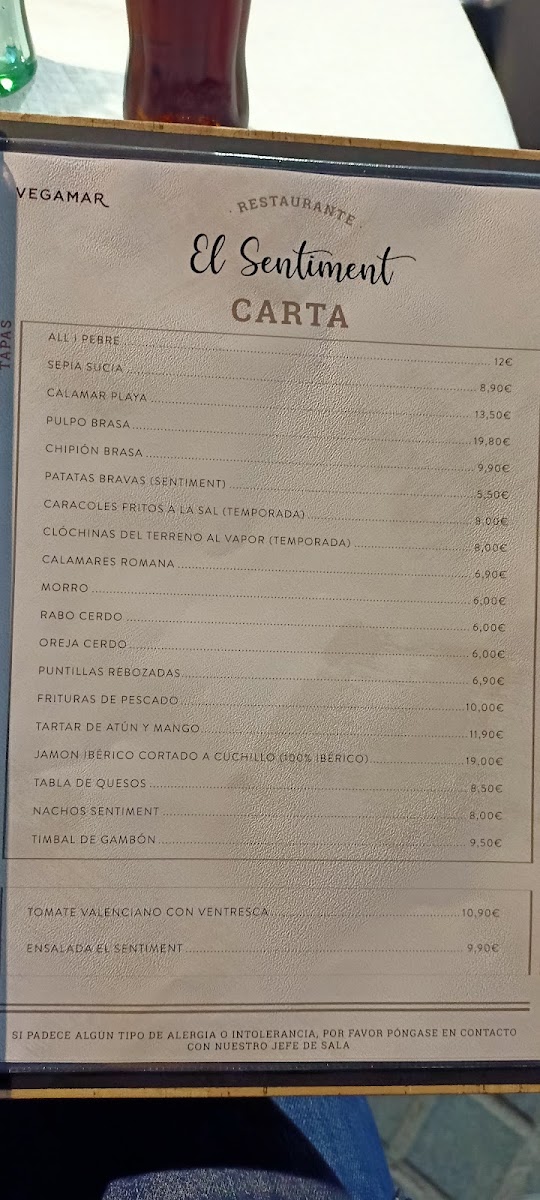 VEGAMAR
· RESTAURANTE ·
El Sentiment
CARTA
TAPAS
ALL I PEBRE 12€
SEPIA SUCIA 8,90€
CALAMAR PLAYA 13,50€
PULPO BRASA 19,80€
CHIPIÓN BRASA 9,90€
PATATAS BRAVAS (SENTIMENT) 5,50€
CARACOLES FRITOS A LA SAL (TEMPORADA) 8,00€
CLÓCHINAS DEL TERRENO AL VAPOR (TEMPORADA) 8,00€
CALAMARES ROMANA 6,90€
MORRO 6,00€
RABO CERDO 6,00€
OREJA CERDO 6,00€
PUNTILLAS REBOZADAS 6,90€
FRITURAS DE PESCADO 10,00€
TARTAR DE ATÚN Y MANGO 11,90€
JAMON IBÉRICO CORTADO A CUCHILLO (100% IBÉRICO) 19,00€
TABLA DE QUESOS 8,50€
NACHOS SENTIMENT 8,00€
TIMBAL DE GAMBÓN 9,50€
TOMATE VALENCIANO CON VENTRESCA 10,90€
ENSALADA EL SENTIMENT 9,90€
SI PADECE ALGUN TIPO DE ALERGIA O INTOLERANCIA, POR FAVOR PÓNGASE EN CONTACTO
CON NUESTRO JEFE DE SALA